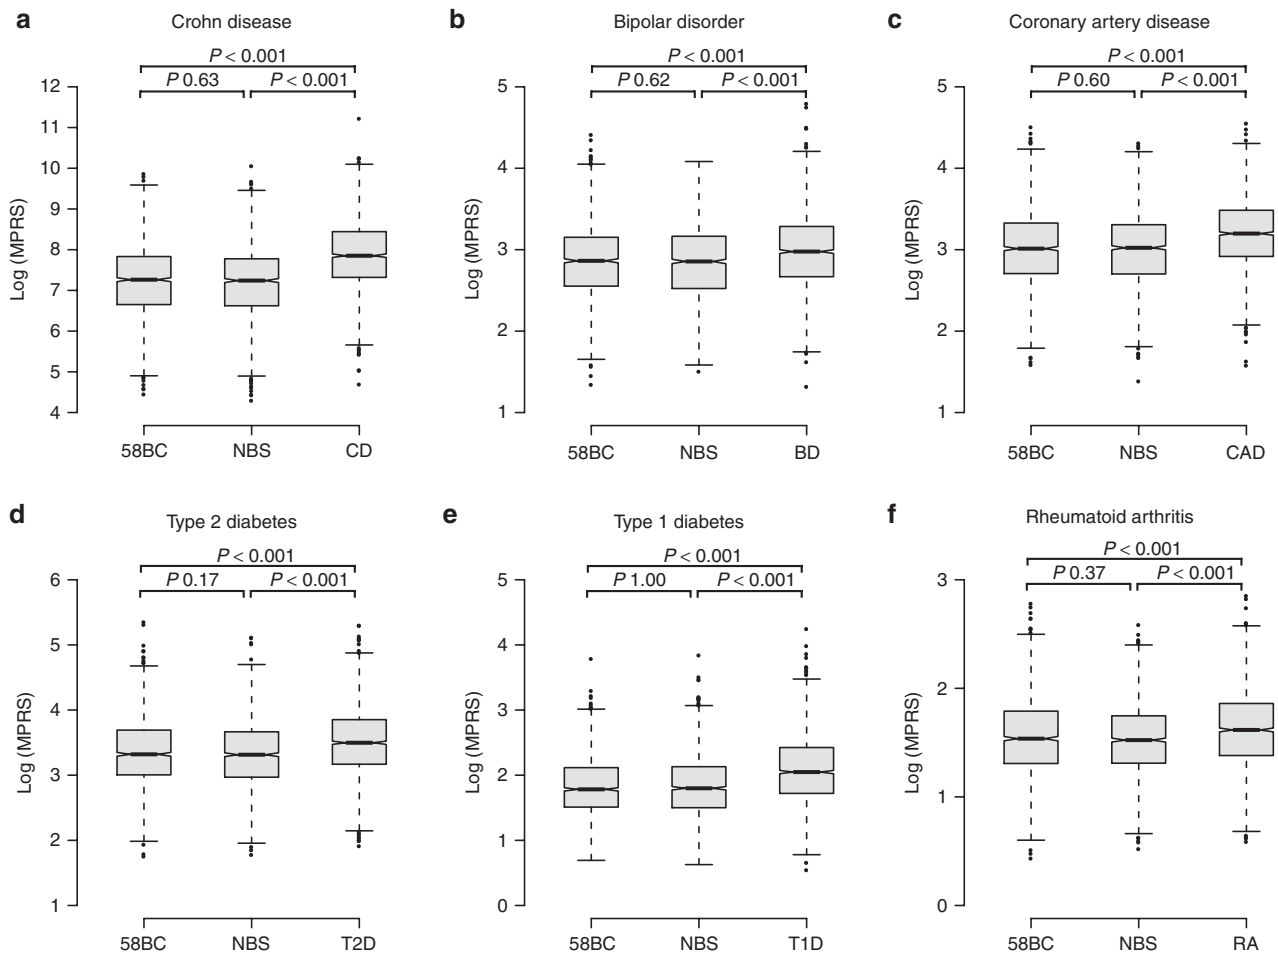 a Crohn disease
P < 0.001
P 0.63 P < 0.001
12
11
10
9
8
7
6
5
4
Log (MPRS)
58BC NBS CD
b Bipolar disorder
P < 0.001
P 0.62 P < 0.001
5
4
3
2
1
Log (MPRS)
58BC NBS BD
c Coronary artery disease
P < 0.001
P 0.60 P < 0.001
5
4
3
2
1
Log (MPRS)
58BC NBS CAD
d Type 2 diabetes
P < 0.001
P 0.17 P < 0.001
6
5
4
3
2
1
Log (MPRS)
58BC NBS T2D
e Type 1 diabetes
P < 0.001
P 1.00 P < 0.001
5
4
3
2
1
0
Log (MPRS)
58BC NBS T1D
f Rheumatoid arthritis
P < 0.001
P 0.37 P < 0.001
3
2
1
0
Log (MPRS)
58BC NBS RA